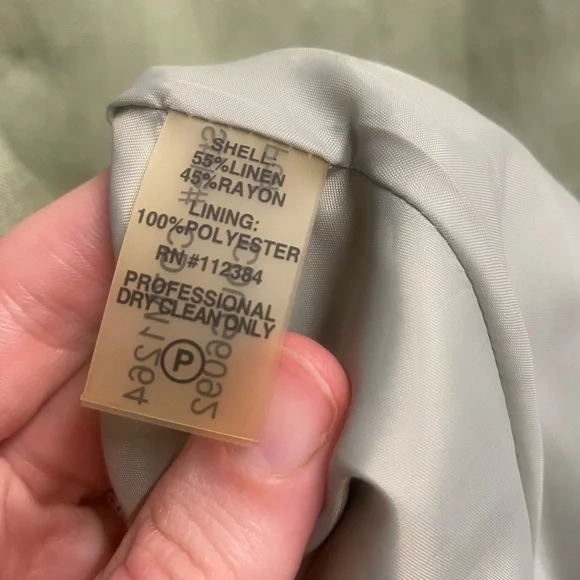 SHELL
55%LINEN
45%RAYON
LINING:
100%POLYESTER
RN#112384
PROFESSIONAL
DRY CLEAN ONLY
P